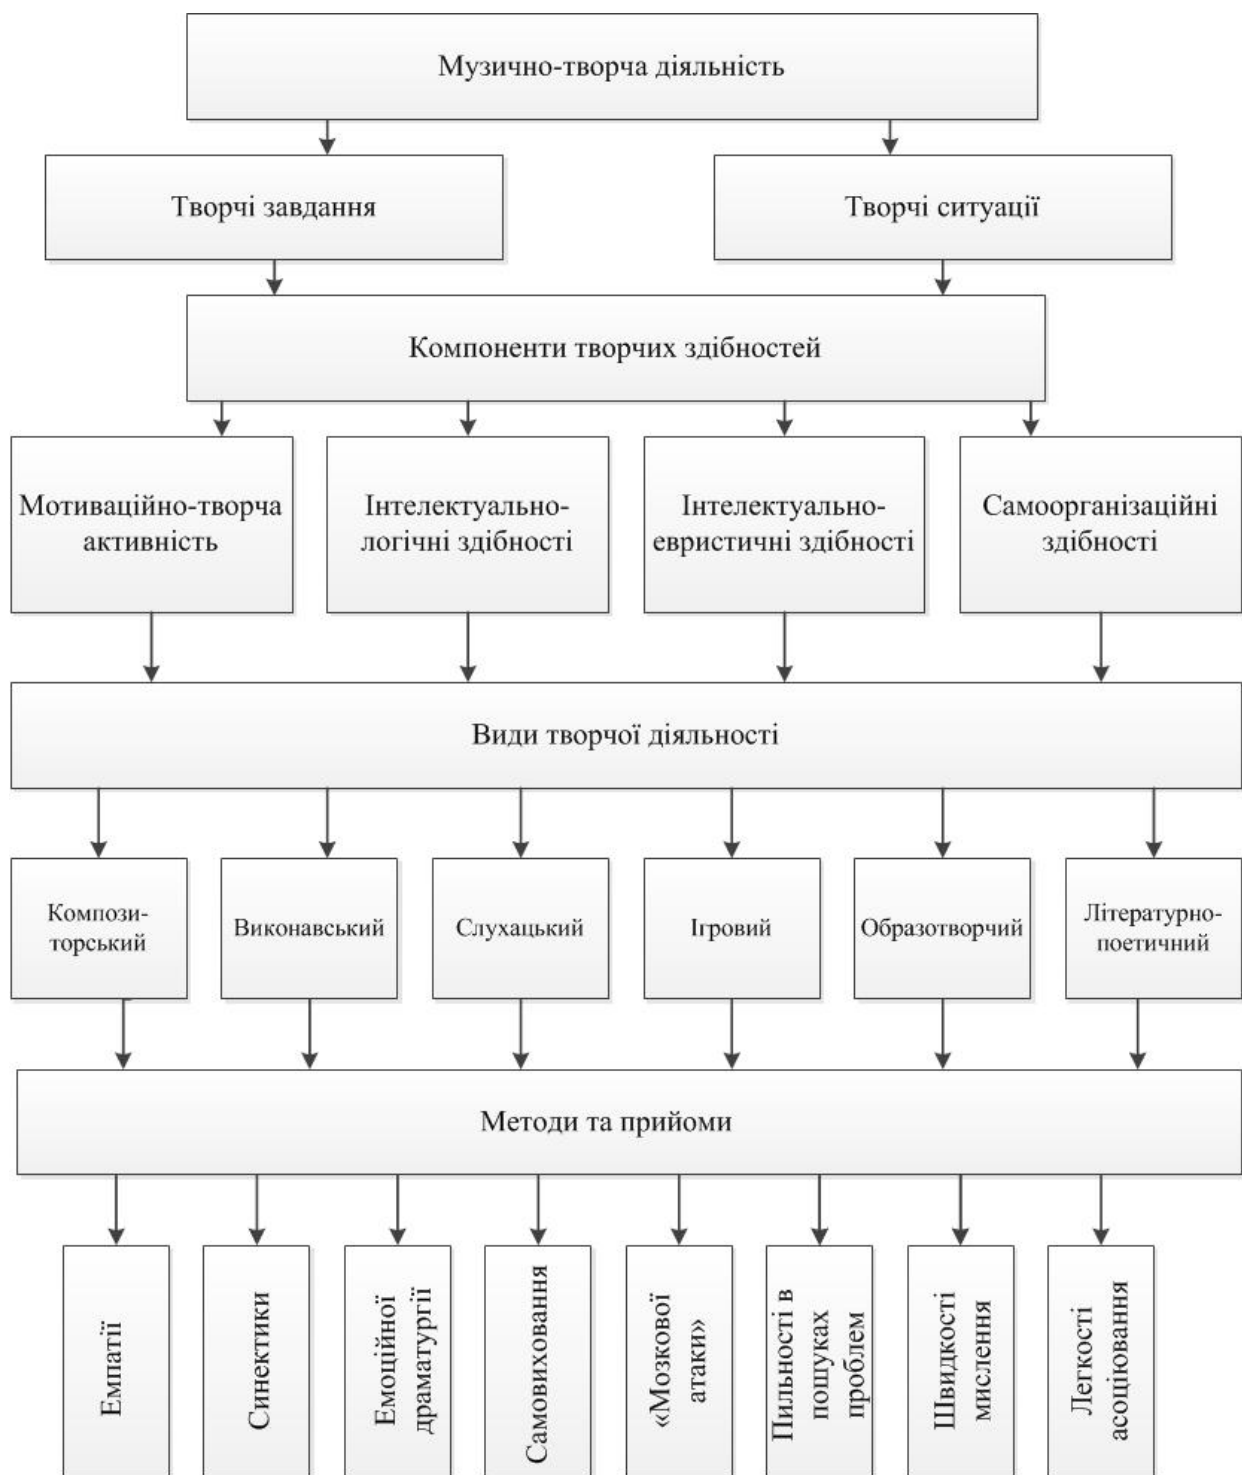 Музично-творча діяльність
Творчі завдання
Творчі ситуації
Компоненти творчих здібностей
Мотиваційно-творча
активність
Інтелектуально-
логічні здібності
Інтелектуально-
евристичні здібності
Самоорганізаційні
здібності
Види творчої діяльності
Компози-
торський
Виконавський
Слухацький
Ігровий
Образотворчий
Літературно-
поетичний
Методи та прийоми
Емпатії
Синектики
Емоційної
драматургії
Самовиховання
«Мозкової
атаки»
Пильності в
пошуках
проблем
Швидкості
мислення
Легкості
асоціювання